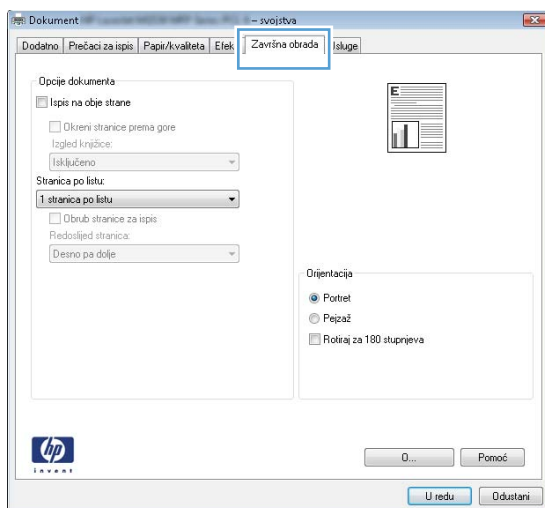 Dokument – svojstva
Dodatno Prečaci za ispis Papir/kvaliteta Efek Završna obrada sluge
Opcije dokumenta
Ispis na obje strane
Okreni stranice prema gore
Izgled knjižice:
Isključeno
Stranica po listu:
1 stranica po listu
Obrub stranice za ispis
Redoslijed stranica:
Desno pa dolje
E
Orijentacija
Portret
Pejzaž
Rotiraj za 180 stupnjeva
hp
invent
O... Pomoć
U redu Odustani